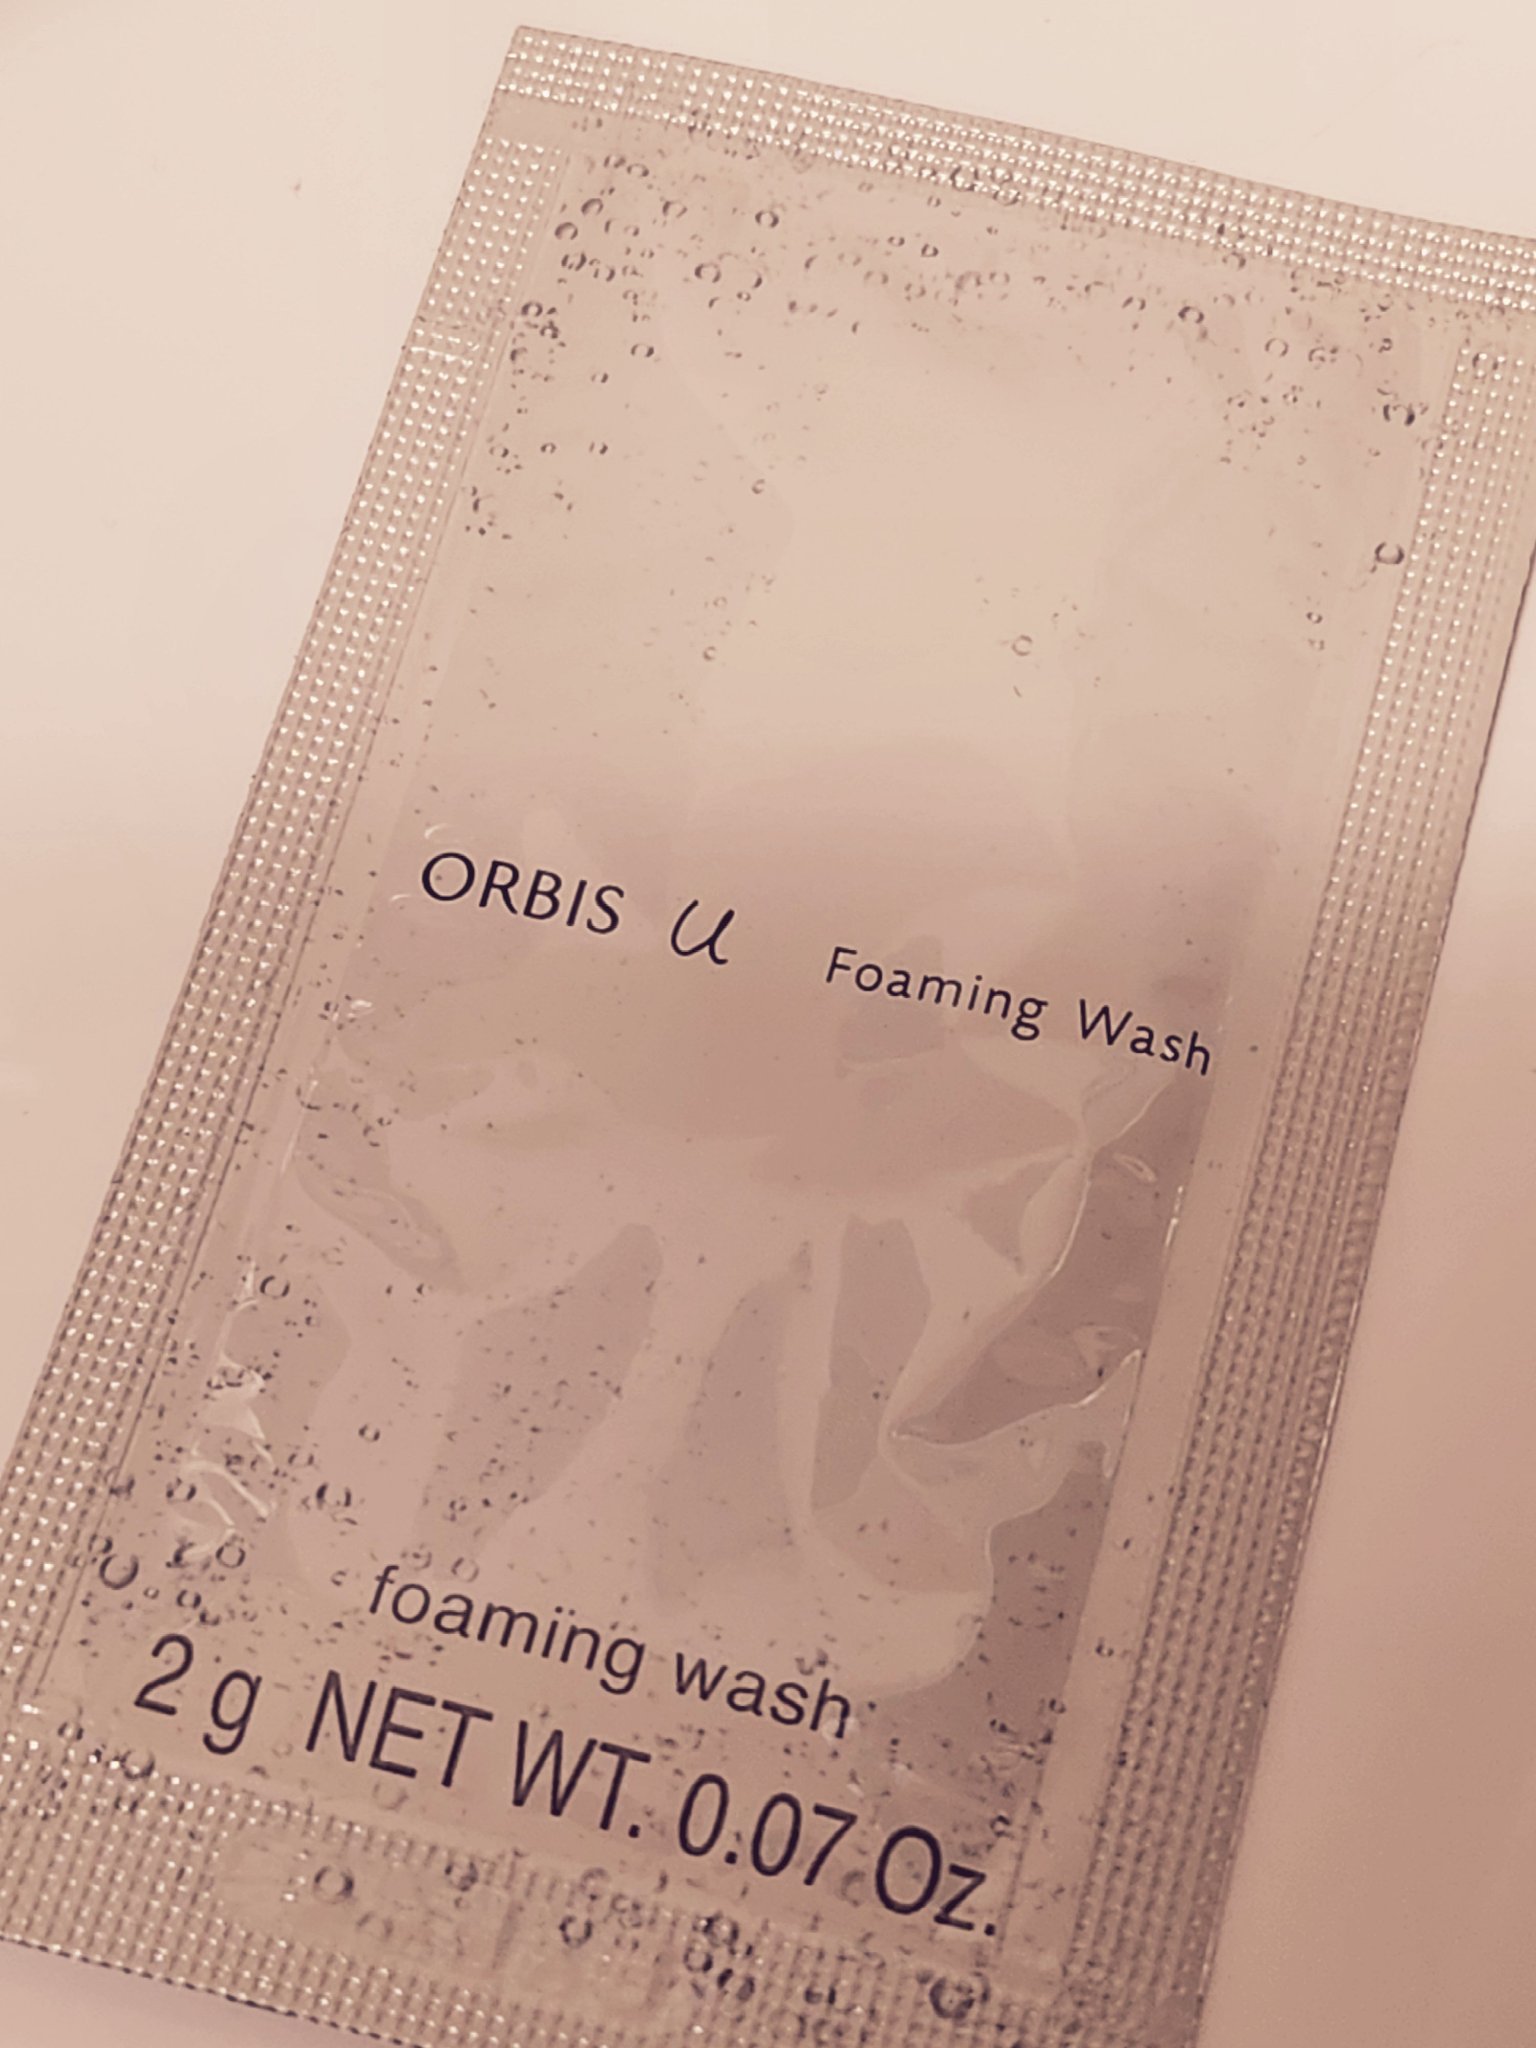 ORBIS u Foaming Wash
foaming wash
2 g NET WT. 0.07 Oz.